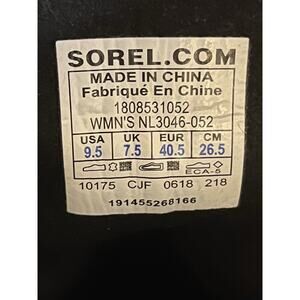 SOREL.COM
MADE IN CHINA
Fabriqué En Chine
1808531052
WMN'S NL3046-052
USA UK EUR CM
9.5 7.5 40.5 26.5
ECA-5
10175 CJF 0618 218
191455268166